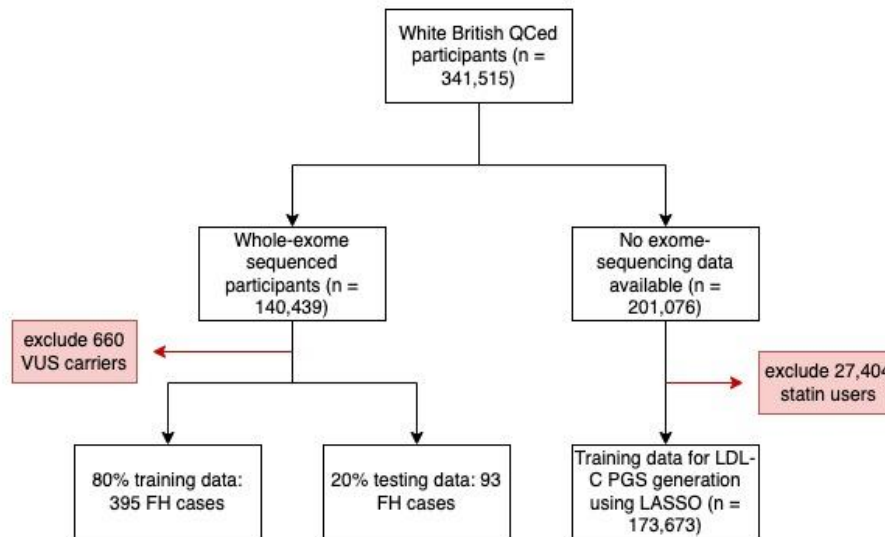 White British QCed
participants (n =
341,515)
Whole-exome
sequenced
participants (n =
140,439)
No exome-
sequencing data
available (n =
201,076)
exclude 660
VUS carriers
exclude 27,404
statin users
80% training data:
395 FH cases
20% testing data: 93
FH cases
Training data for LDL-
C PGS generation
using LASSO (n =
173,673)